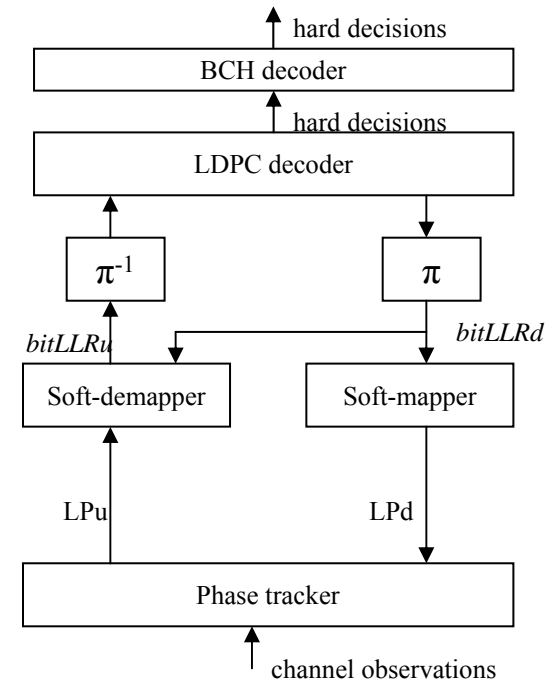 hard decisions
BCH decoder
hard decisions
LDPC decoder
π-1
π
bitLLRu
bitLLRd
Soft-demapper
Soft-mapper
LPu
LPd
Phase tracker
channel observations